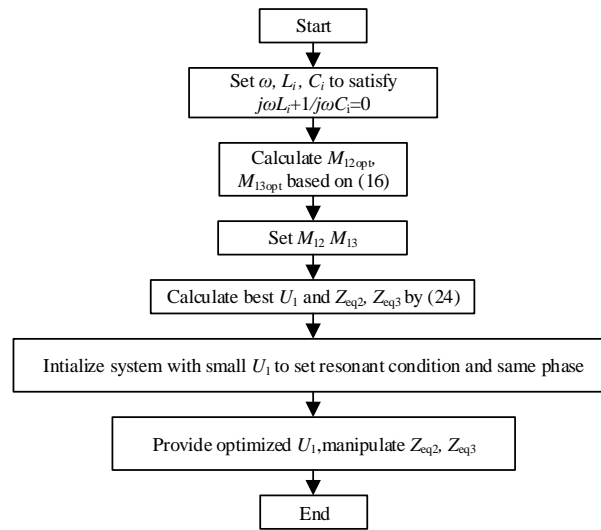 Start
Set ω, Lᵢ, Cᵢ to satisfy
jωLᵢ+1/jωCᵢ=0
Calculate M₁₂opt,
M₁₃opt based on (16)
Set M₁₂ M₁₃
Calculate best U₁ and Zeq2, Zeq3 by (24)
Intialize system with small U₁ to set resonant condition and same phase
Provide optimized U₁,manipulate Zeq2, Zeq3
End